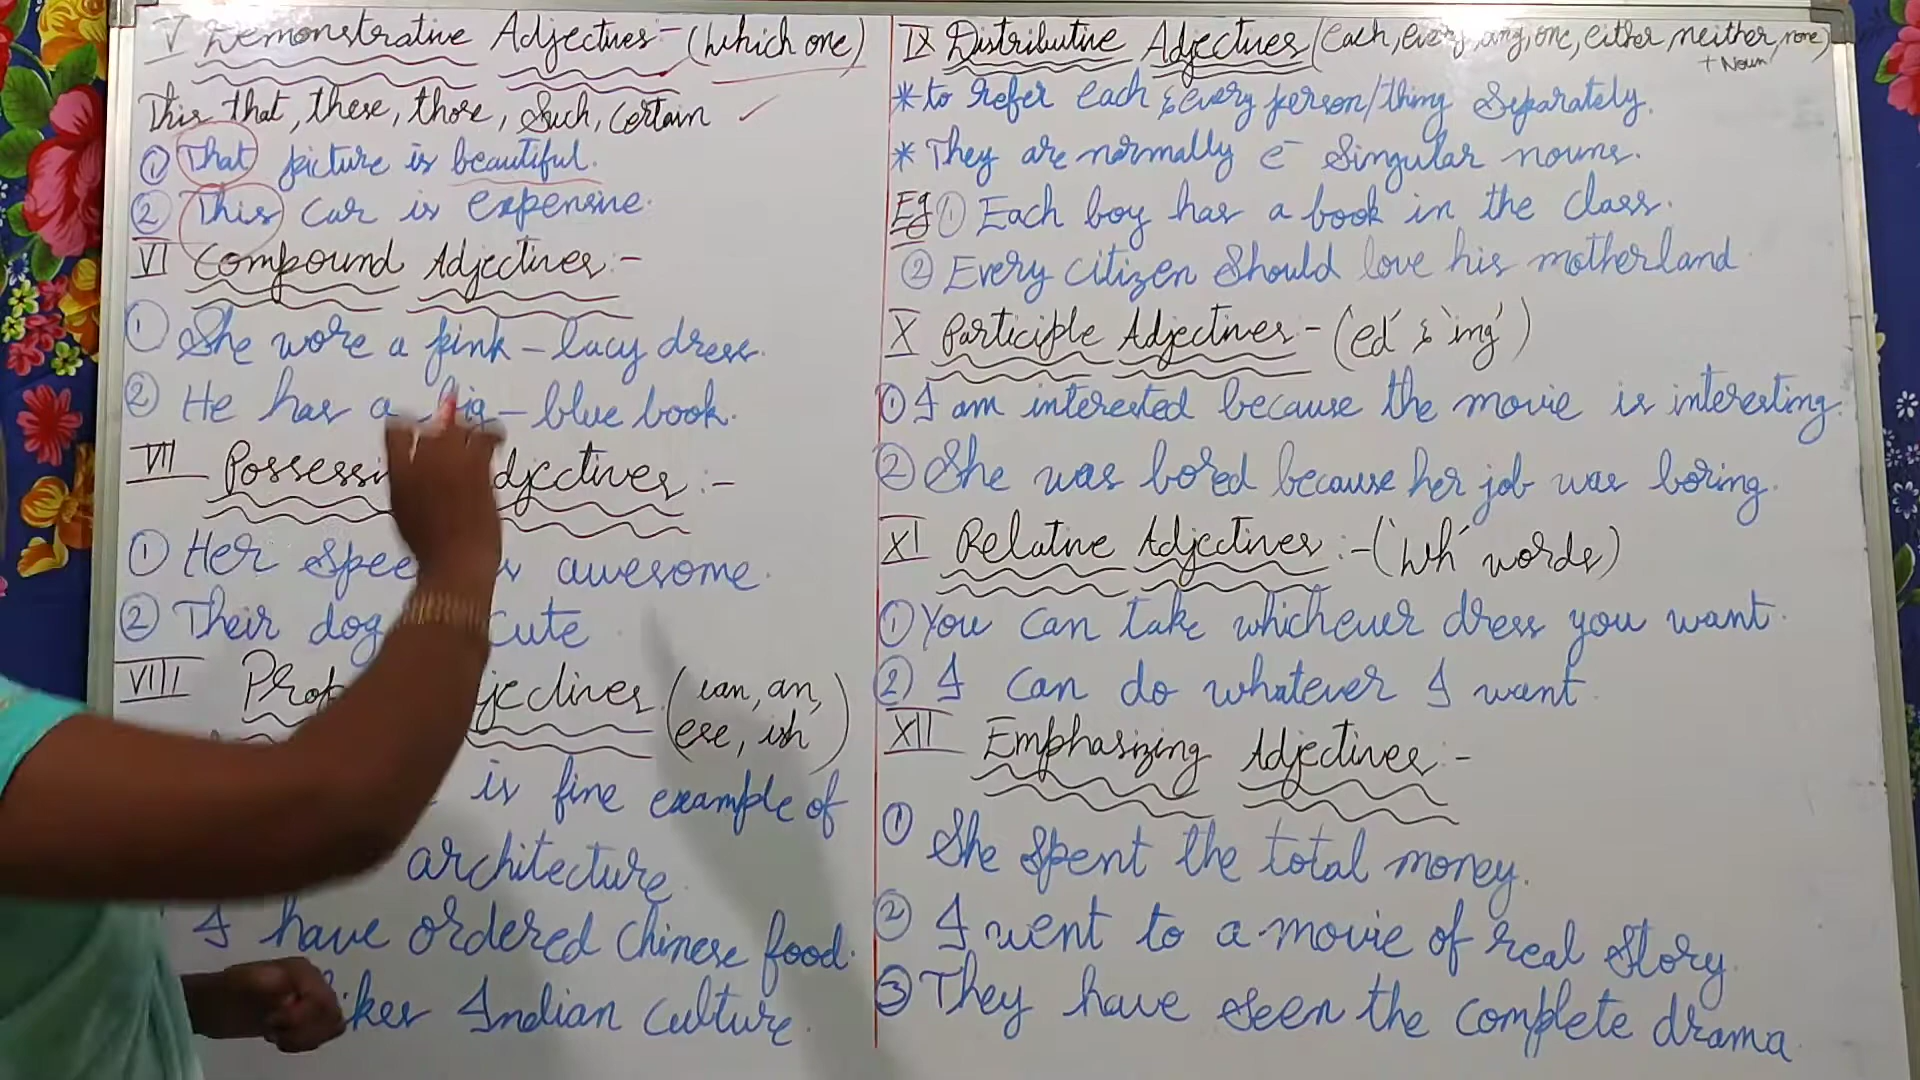 V Demonstrative Adjectives:- (which one)
This that, these, those, Such, Certain
① That picture is beautiful.
② This car is expensive.
VI Compound Adjectives:-
① She wore a pink-lacy dress.
② He has a big-blue book.
VII Adjectives:-
① Her awesome.
② Their dog cute
VIII (ian, an,
ese, ish)
is fine example of
architecture.
I have ordered Chinese food.
Indian culture.
IX Distributive Adjectives (each, every, any, one, either, neither, none)
+ Noun
* to refer each & every person/thing Separately.
* They are normally c̅ Singular nouns.
Eg ① Each boy has a book in the class.
② Every citizen Should love his motherland
X Participle Adjectives:- ('ed' & 'ing')
① I am interested because the movie is interesting.
② She was bored because her job was boring.
XI Relative Adjectives:- ('Wh' words)
① You can take whichever dress you want.
② I can do whatever I want.
XII Emphasizing Adjectives:-
① She Spent the total money.
② I went to a movie of real Story.
③ They have seen the complete drama.